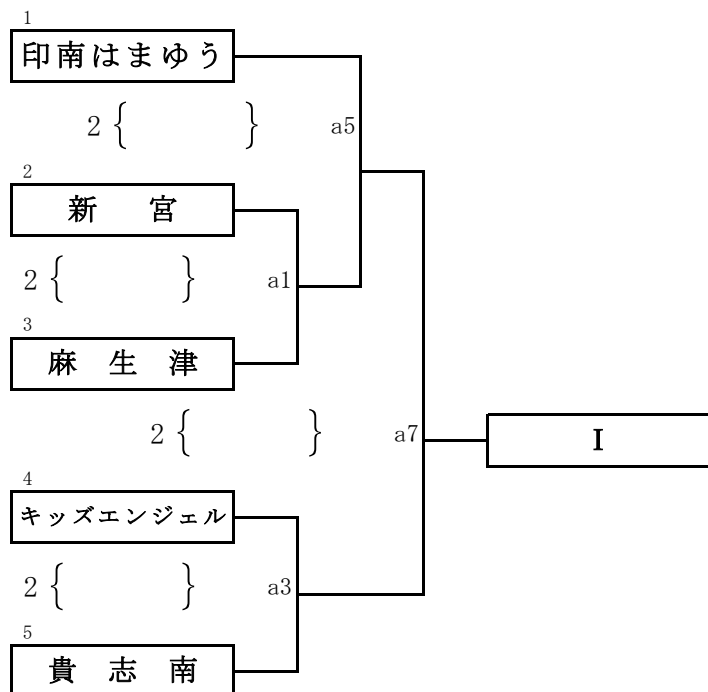 1
印南はまゆう
2 { } a5
2
新 宮
2 { } a1
3
麻 生 津
2 { } a7
I
4
キッズエンジェル
2 { } a3
5
貴 志 南